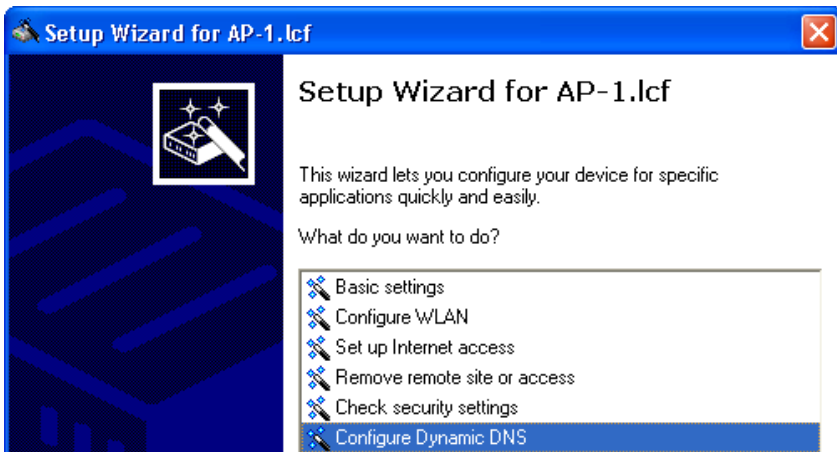 Setup Wizard for AP-1.lcf
Setup Wizard for AP-1.lcf
This wizard lets you configure your device for specific
applications quickly and easily.
What do you want to do?
Basic settings
Configure WLAN
Set up Internet access
Remove remote site or access
Check security settings
Configure Dynamic DNS